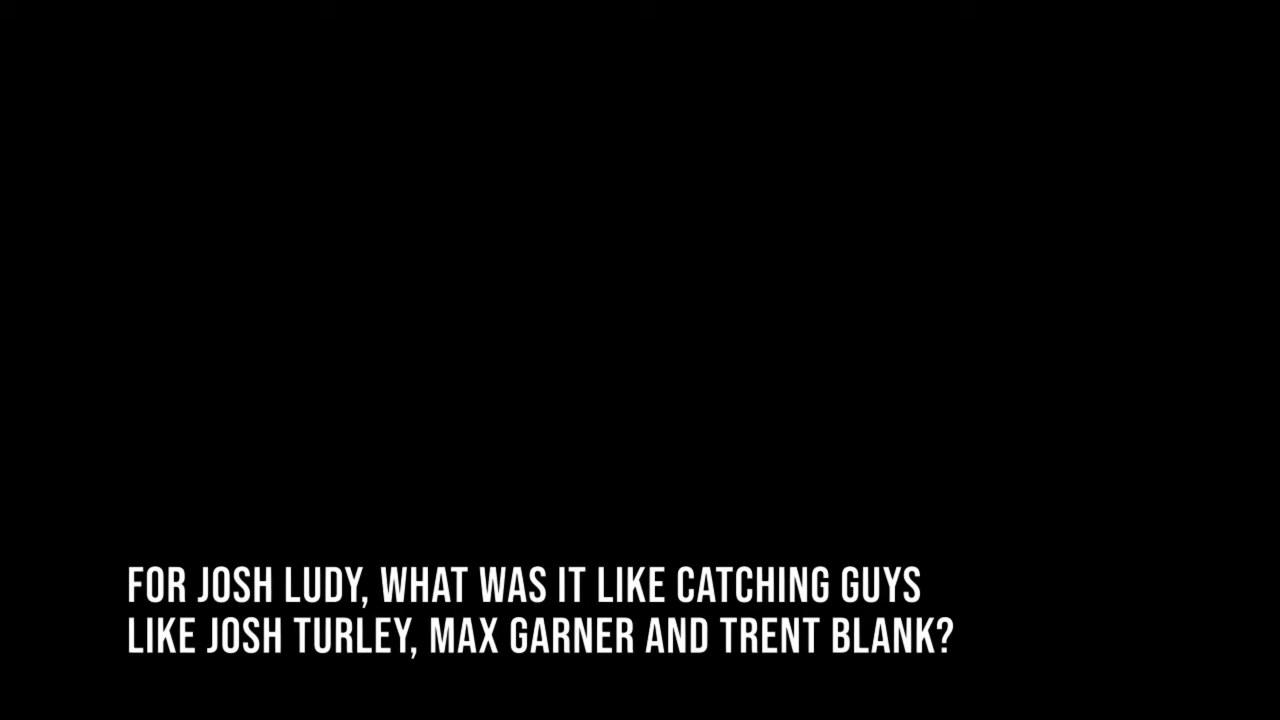 FOR JOSH LUDY, WHAT WAS IT LIKE CATCHING GUYS
LIKE JOSH TURLEY, MAX GARNER AND TRENT BLANK?